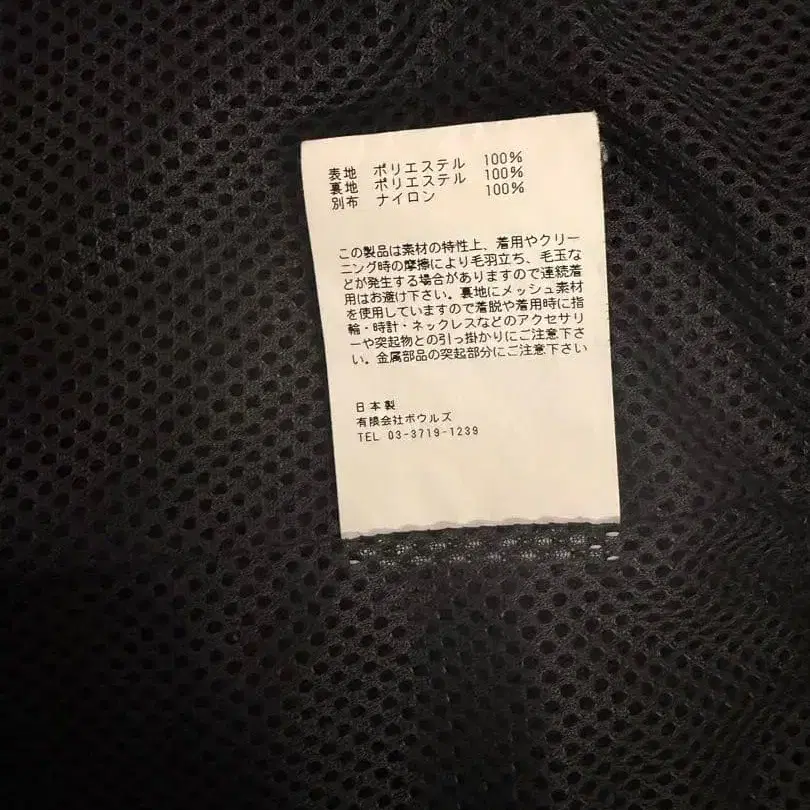 表地 ポリエステル 100%
裏地 ポリエステル 100%
別布 ナイロン 100%
この製品は素材の特性上、着用やクリー
ニング時の摩擦により毛羽立ち、毛玉な
どが発生する場合がありますので連続着
用はお避け下さい。裏地にメッシュ素材
を使用していますので着脱や着用時に指
輪・時計・ネックレスなどのアクセサリ
ーや突起物との引っ掛かりにご注意下さ
い。金属部品の突起部分にご注意下さい
日本製
有限会社ボウルズ
TEL 03-3719-1239